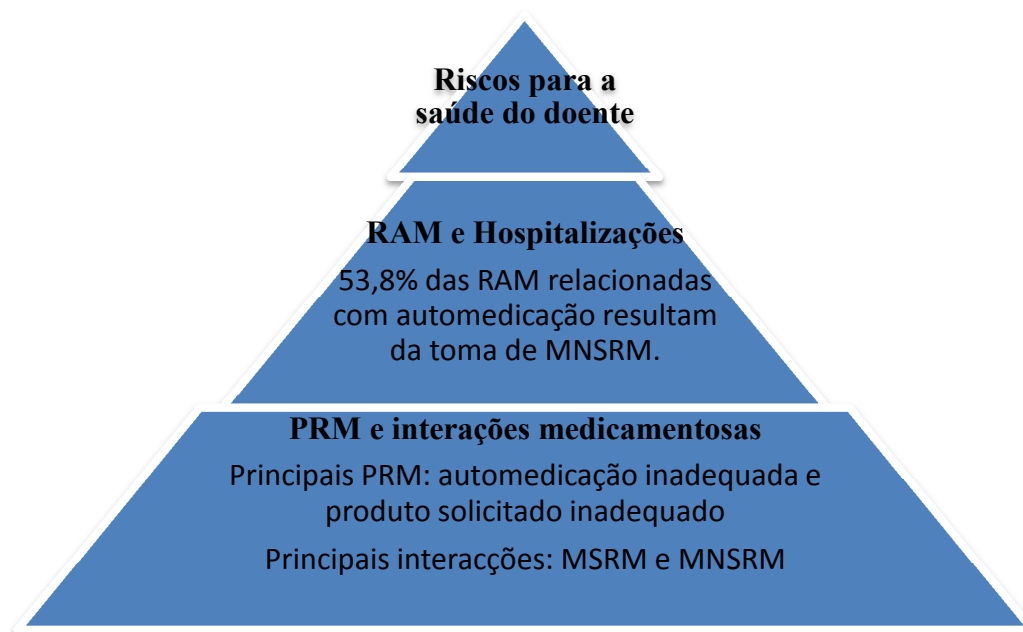 Riscos para a
saúde do doente
RAM e Hospitalizações
53,8% das RAM relacionadas
com automedicação resultam
da toma de MNSRM.
PRM e interações medicamentosas
Principais PRM: automedicação inadequada e
produto solicitado inadequado
Principais interacções: MSRM e MNSRM